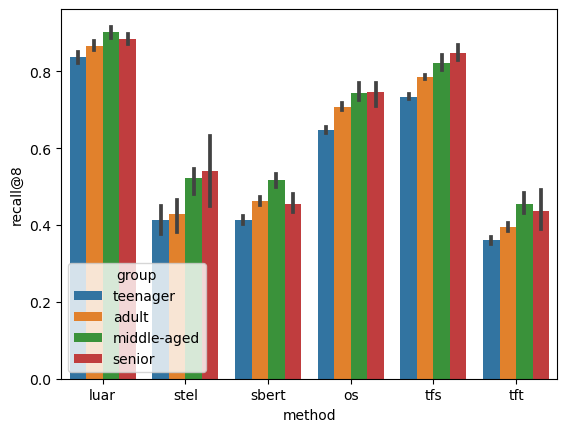 recall@8
0.8
0.6
0.4
0.2
0.0
group
teenager
adult
middle-aged
senior
luar stel sbert os tfs tft
method